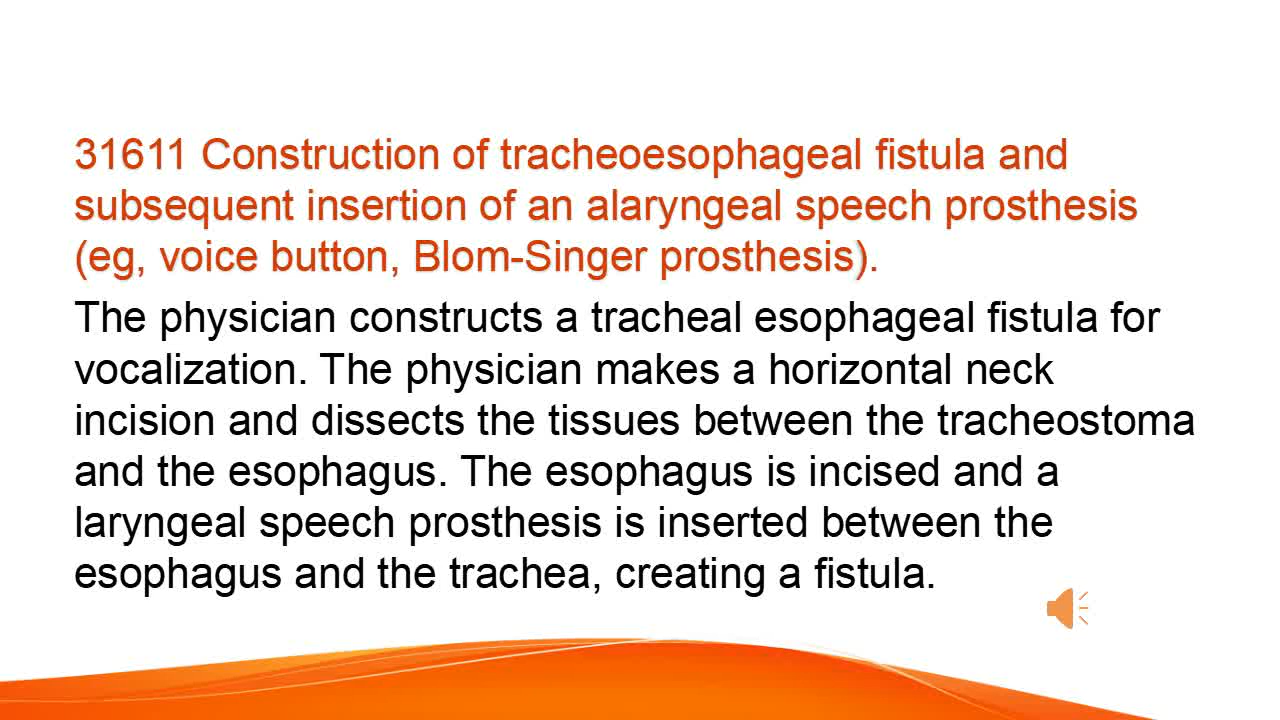 31611 Construction of tracheoesophageal fistula and
subsequent insertion of an alaryngeal speech prosthesis
(eg, voice button, Blom-Singer prosthesis).
The physician constructs a tracheal esophageal fistula for
vocalization. The physician makes a horizontal neck
incision and dissects the tissues between the tracheostoma
and the esophagus. The esophagus is incised and a
laryngeal speech prosthesis is inserted between the
esophagus and the trachea, creating a fistula.